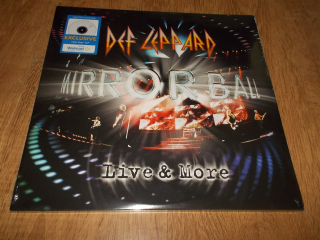 EXCLUSIVE
DEF LEPPARD
MIRRORBALL
Live & More